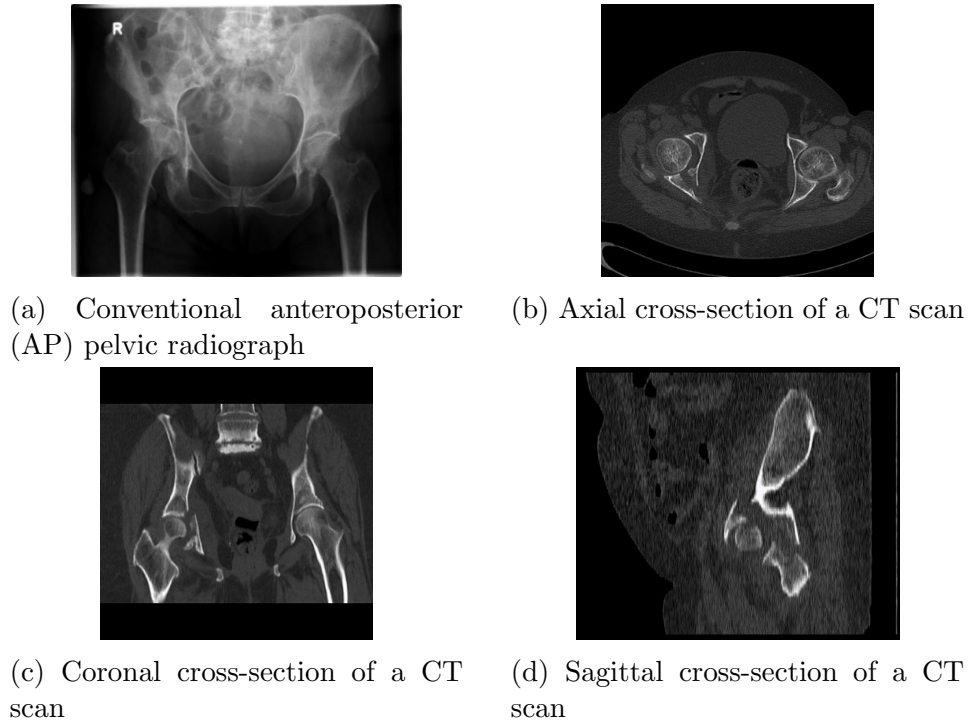 R
(a) Conventional anteroposterior
(AP) pelvic radiograph
(b) Axial cross-section of a CT scan
(c) Coronal cross-section of a CT
scan
(d) Sagittal cross-section of a CT
scan